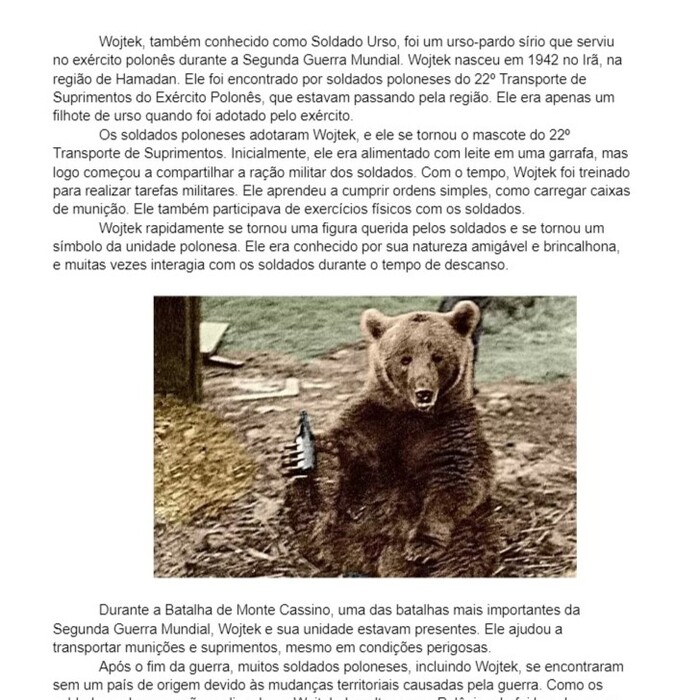 Wojtek, também conhecido como Soldado Urso, foi um urso-pardo sírio que serviu
no exército polonês durante a Segunda Guerra Mundial. Wojtek nasceu em 1942 no Irã, na
região de Hamadan. Ele foi encontrado por soldados poloneses do 22º Transporte de
Suprimentos do Exército Polonês, que estavam passando pela região. Ele era apenas um
filhote de urso quando foi adotado pelo exército.
Os soldados poloneses adotaram Wojtek, e ele se tornou o mascote do 22º
Transporte de Suprimentos. Inicialmente, ele era alimentado com leite em uma garrafa, mas
logo começou a compartilhar a ração militar dos soldados. Com o tempo, Wojtek foi treinado
para realizar tarefas militares. Ele aprendeu a cumprir ordens simples, como carregar caixas
de munição. Ele também participava de exercícios físicos com os soldados.
Wojtek rapidamente se tornou uma figura querida pelos soldados e se tornou um
símbolo da unidade polonesa. Ele era conhecido por sua natureza amigável e brincalhona,
e muitas vezes interagia com os soldados durante o tempo de descanso.
Durante a Batalha de Monte Cassino, uma das batalhas mais importantes da
Segunda Guerra Mundial, Wojtek e sua unidade estavam presentes. Ele ajudou a
transportar munições e suprimentos, mesmo em condições perigosas.
Após o fim da guerra, muitos soldados poloneses, incluindo Wojtek, se encontraram
sem um país de origem devido às mudanças territoriais causadas pela guerra. Como os